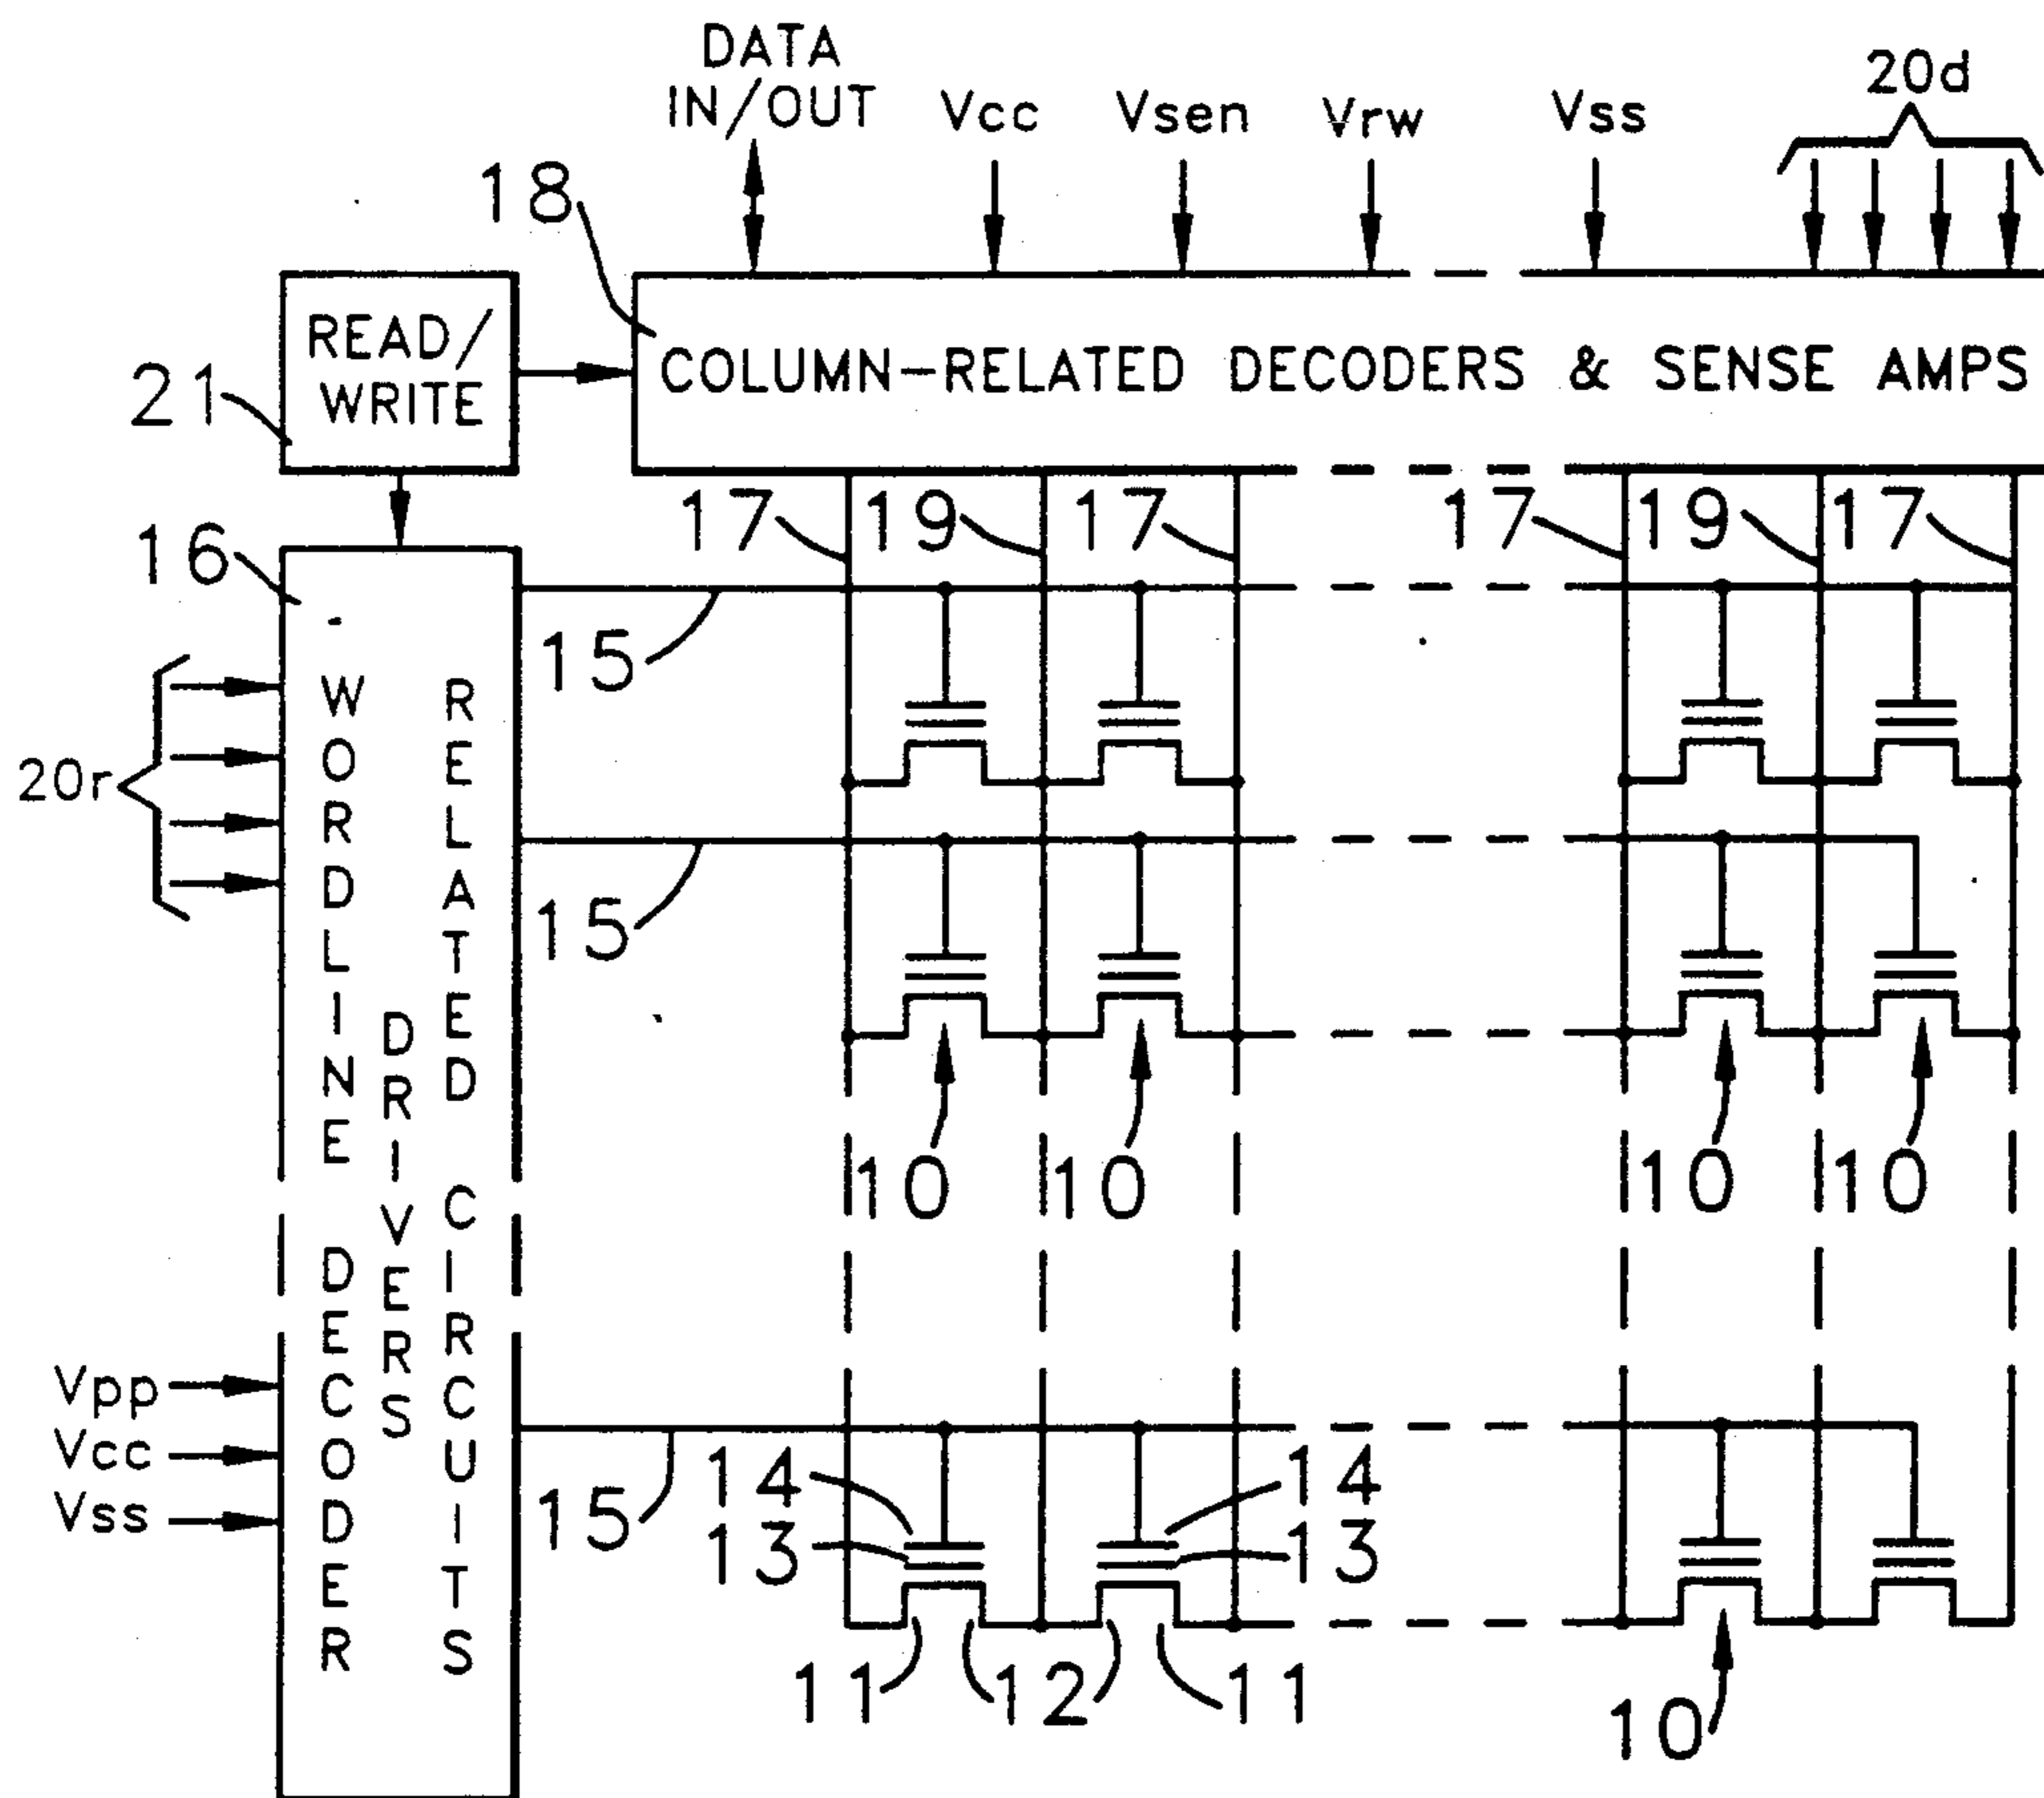 DATA
IN/OUT
Vcc
Vsen
Vrw
Vss
20d
18
READ/
WRITE
21
COLUMN-RELATED DECODERS & SENSE AMPS
17
19
17
17
19
17
16
15
20r
WORDLINE DECODER
DRIVERS
RELATED CIRCUITS
15
10
10
10
10
Vpp
Vcc
Vss
15
14
13
14
13
11
12
11
10